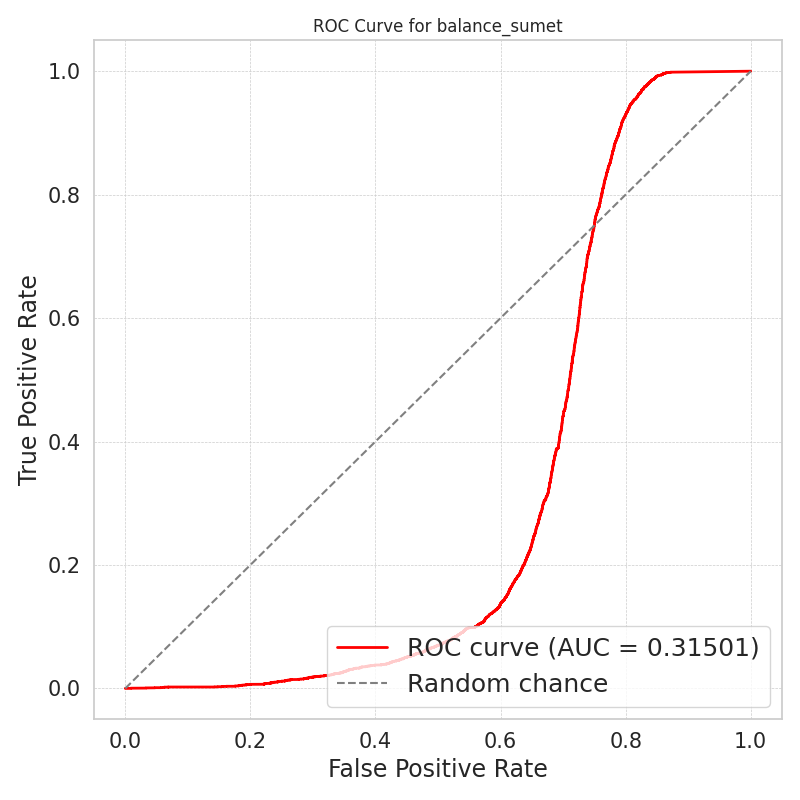 ROC Curve for balance_sumet
True Positive Rate
1.0
0.8
0.6
0.4
0.2
0.0
ROC curve (AUC = 0.31501)
Random chance
0.0 0.2 0.4 0.6 0.8 1.0
False Positive Rate